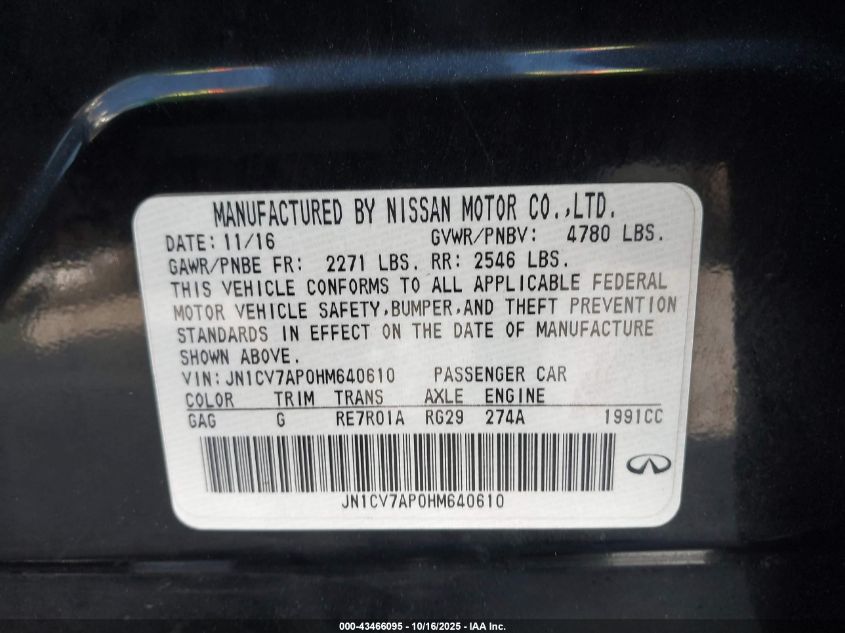 MANUFACTURED BY NISSAN MOTOR CO.,LTD.
DATE: 11/16 GVWR/PNBV: 4780 LBS.
GAWR/PNBE FR: 2271 LBS. RR: 2546 LBS.
THIS VEHICLE CONFORMS TO ALL APPLICABLE FEDERAL
MOTOR VEHICLE SAFETY,BUMPER,AND THEFT PREVENTION
STANDARDS IN EFFECT ON THE DATE OF MANUFACTURE
SHOWN ABOVE.
VIN: JN1CV7AP0HM640610 PASSENGER CAR
COLOR TRIM TRANS AXLE ENGINE
GAG G RE7R01A RG29 274A 1991CC
JN1CV7AP0HM640610
000-43466095 - 10/16/2025 - IAA Inc.